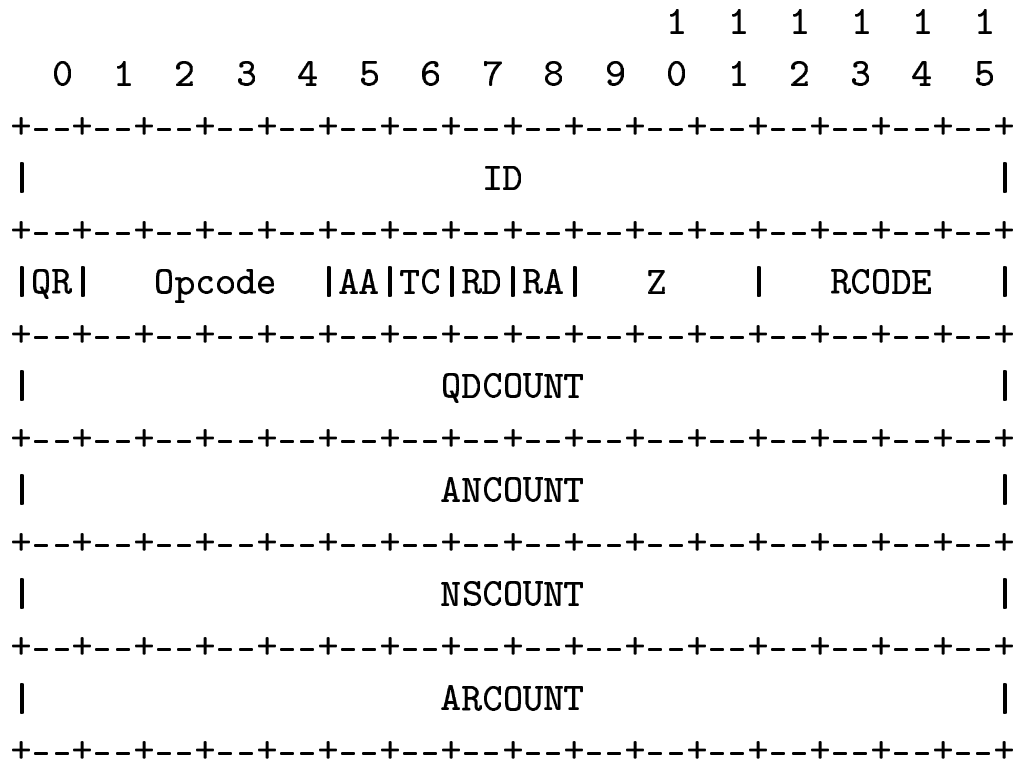 1  1  1  1  1  1
  0  1  2  3  4  5  6  7  8  9  0  1  2  3  4  5
+--+--+--+--+--+--+--+--+--+--+--+--+--+--+--+--+
|                      ID                       |
+--+--+--+--+--+--+--+--+--+--+--+--+--+--+--+--+
|QR|   Opcode  |AA|TC|RD|RA|   Z    |   RCODE   |
+--+--+--+--+--+--+--+--+--+--+--+--+--+--+--+--+
|                    QDCOUNT                    |
+--+--+--+--+--+--+--+--+--+--+--+--+--+--+--+--+
|                    ANCOUNT                    |
+--+--+--+--+--+--+--+--+--+--+--+--+--+--+--+--+
|                    NSCOUNT                    |
+--+--+--+--+--+--+--+--+--+--+--+--+--+--+--+--+
|                    ARCOUNT                    |
+--+--+--+--+--+--+--+--+--+--+--+--+--+--+--+--+